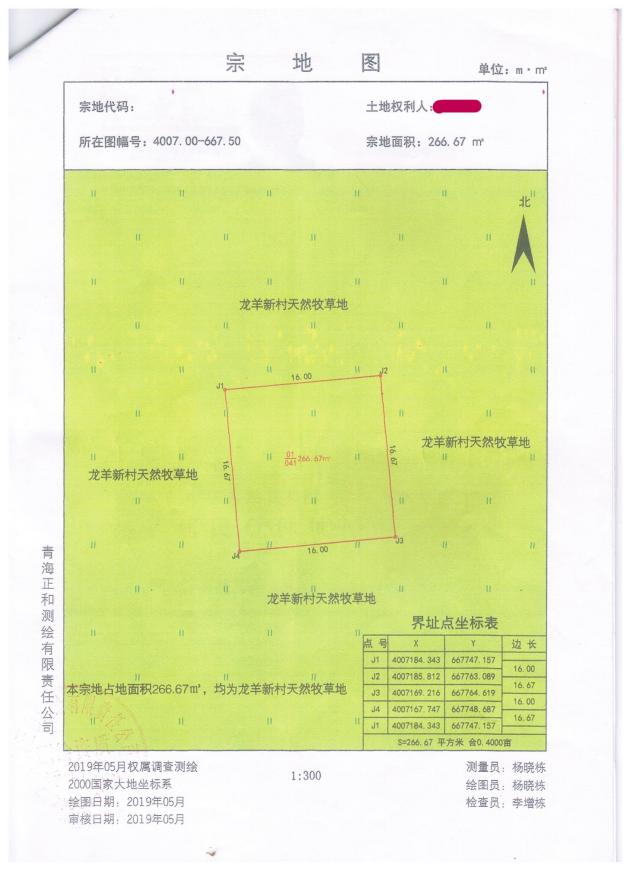 宗 地 图
单位: m·㎡
宗地代码:
土地权利人:
所在图幅号: 4007.00-667.50
宗地面积: 266.67 ㎡
北
龙羊新村天然牧草地
J1
16.00
J2
龙羊新村天然牧草地
16.67
01
041
266.67㎡
16.67
龙羊新村天然牧草地
J4
16.00
J3
龙羊新村天然牧草地
青海正和测绘有限责任公司
界址点坐标表
点 号 X Y 边 长
J1 4007184.343 667747.157
16.00
J2 4007185.812 667763.089
16.67
J3 4007169.216 667764.619
16.00
J4 4007167.747 667748.687
16.67
J1 4007184.343 667747.157
S=266.67 平方米 合0.4000亩
本宗地占地面积266.67㎡, 均为龙羊新村天然牧草地
2019年05月权属调查测绘
2000国家大地坐标系
绘图日期: 2019年05月
审核日期: 2019年05月
1:300
测量员: 杨晓栋
绘图员: 杨晓栋
检查员: 李增栋